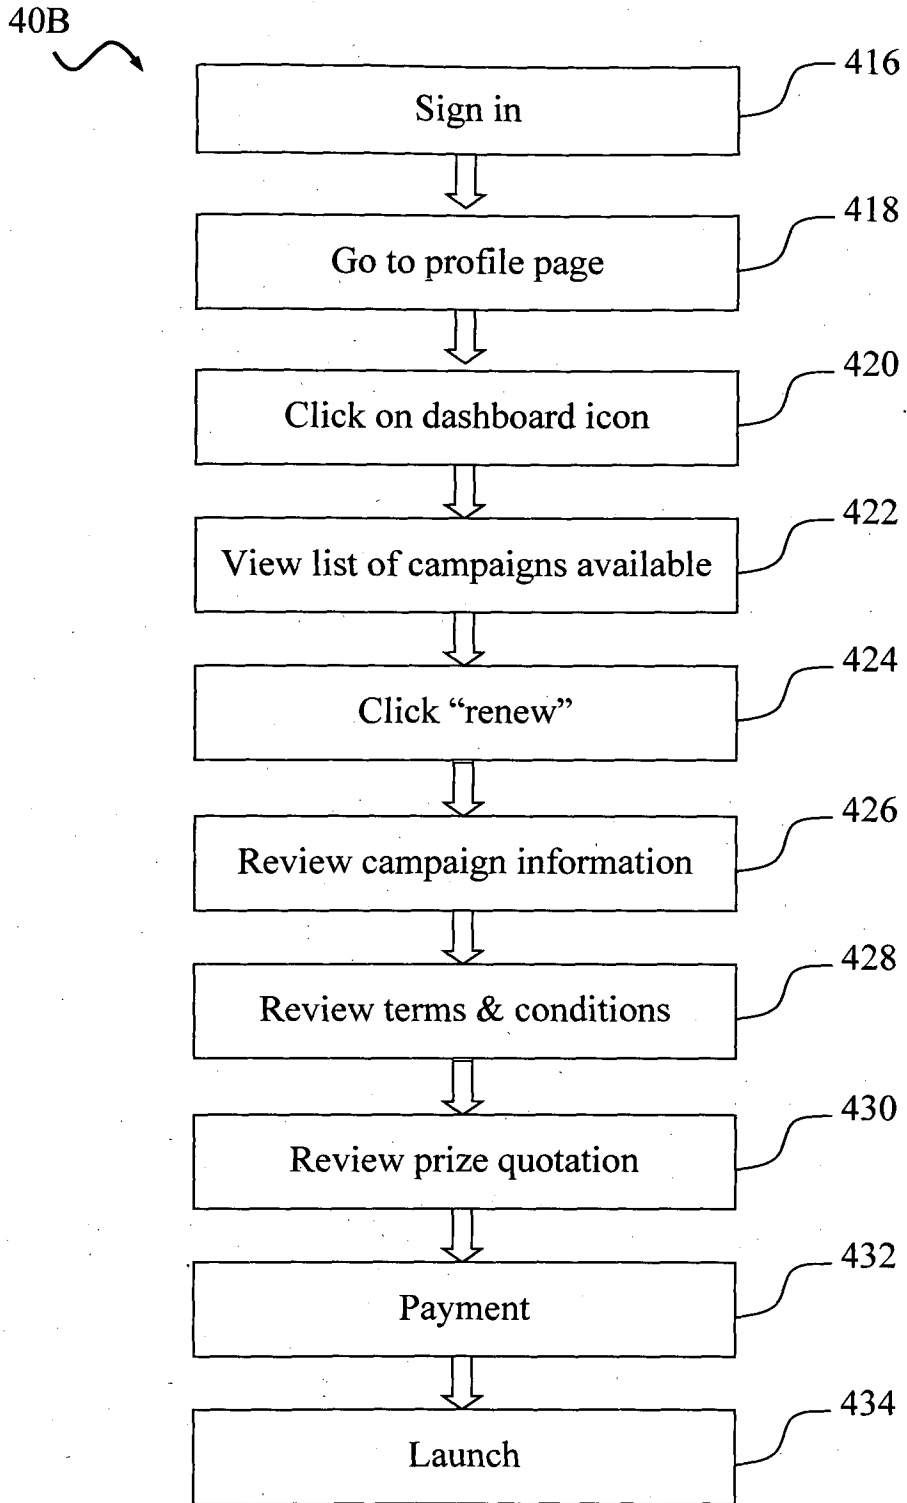 40B
416
Sign in
418
Go to profile page
420
Click on dashboard icon
422
View list of campaigns available
424
Click “renew”
426
Review campaign information
428
Review terms & conditions
430
Review prize quotation
432
Payment
434
Launch